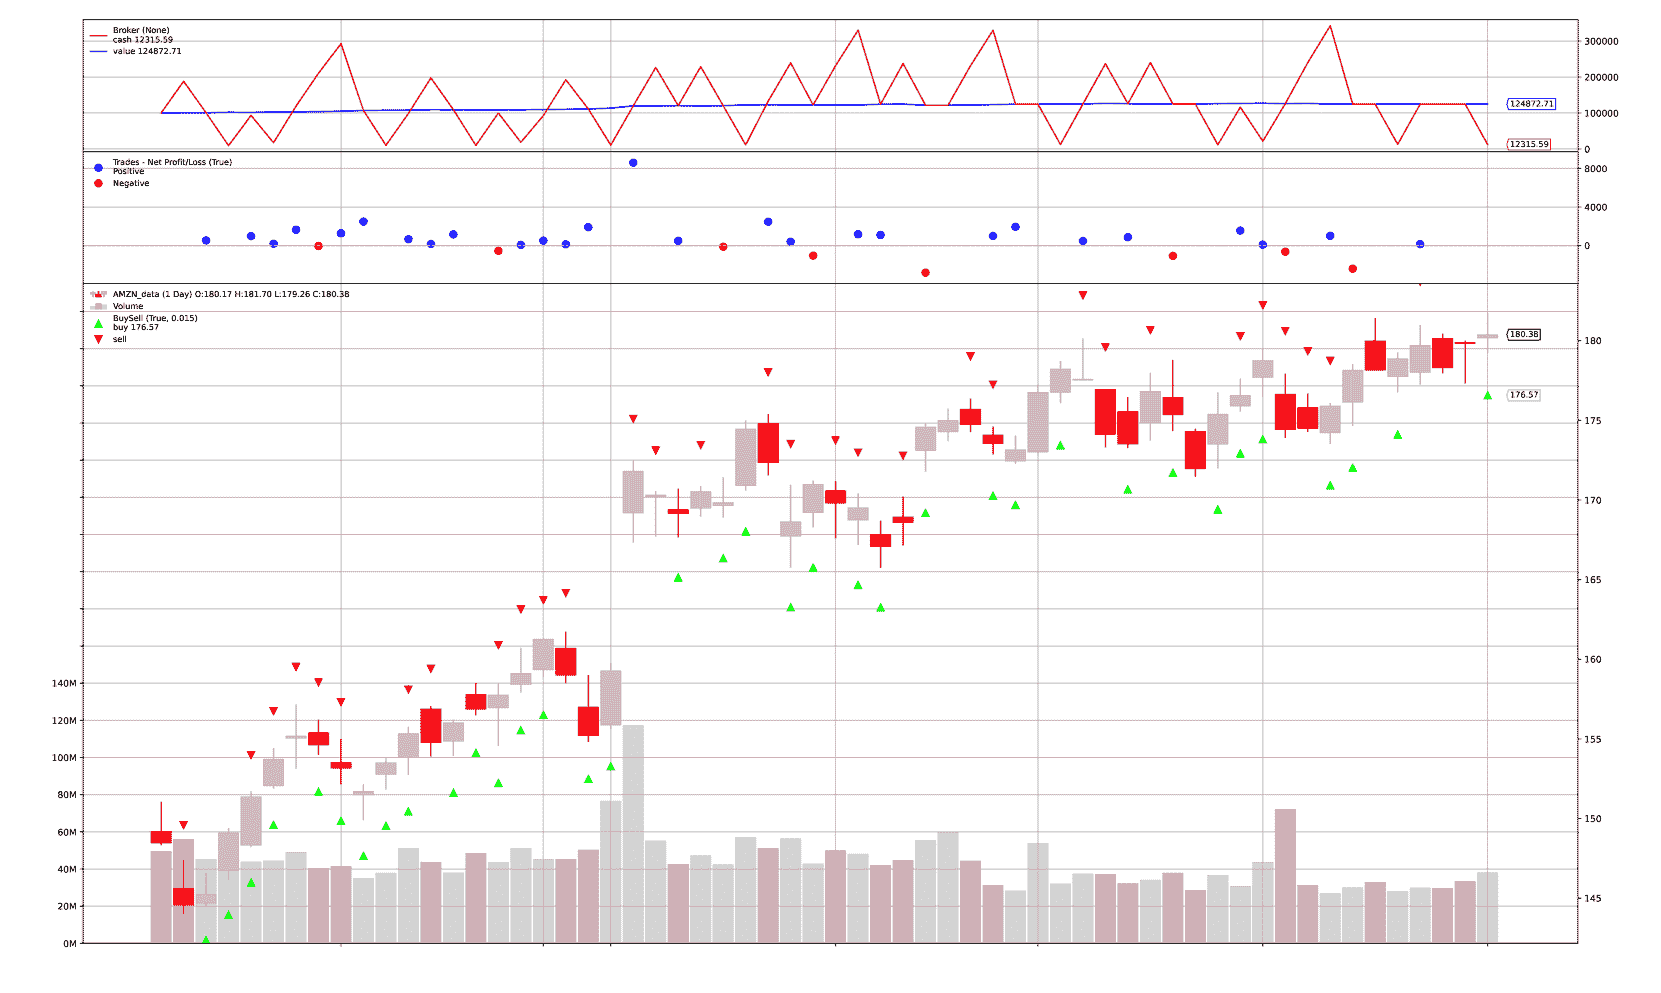 Broker (None)
cash 12315.59
value 124872.71
300000
200000
124872.71
100000
12315.59
0
Trades - Net Profit/Loss (True)
Positive
Negative
8000
4000
0
AMZN_data (1 Day) O:180.17 H:181.70 L:179.26 C:180.38
Volume
BuySell (True, 0.015)
buy 176.57
sell
180.38
180
176.57
175
170
165
160
155
150
145
140M
120M
100M
80M
60M
40M
20M
0M